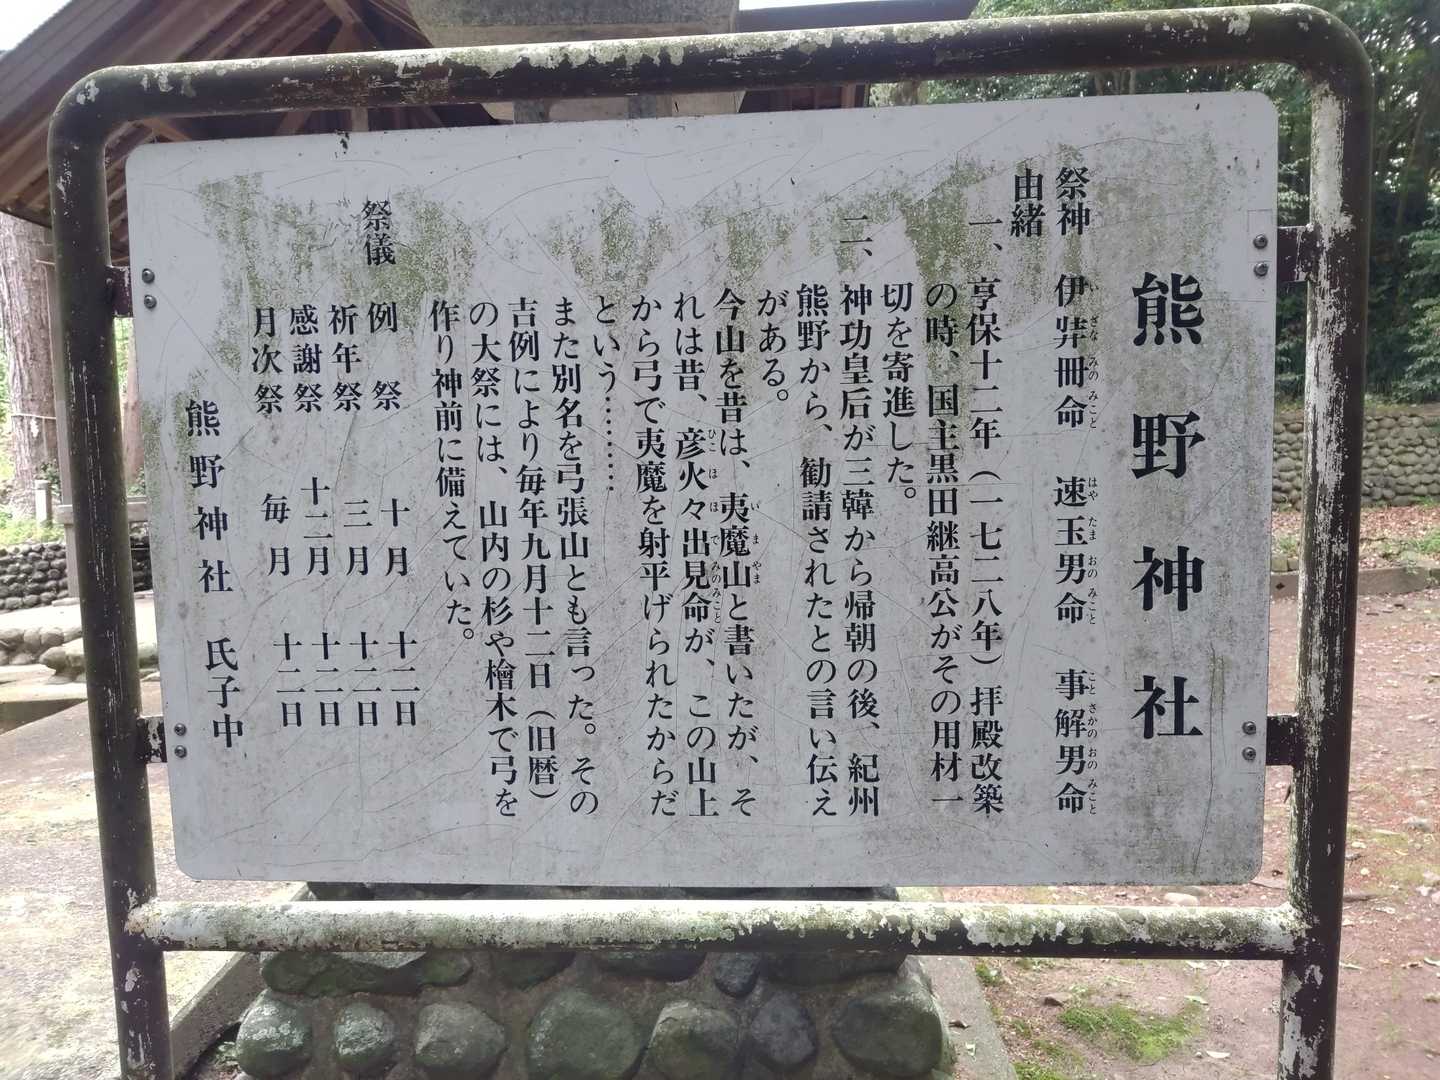 熊野神社
祭神　伊弉冊命　速玉男命　事解男命
由緒
一、亨保十二年（一七二八年）拝殿改築
の時、国主黒田継高公がその用材一
切を寄進した。
二、神功皇后が三韓から帰朝の後、紀州
熊野から、勧請されたとの言い伝え
がある。
今山を昔は、夷魔山と書いたが、そ
れは昔、彦火々出見命が、この山上
から弓で夷魔を射平げられたからだ
という………
また別名を弓張山とも言った。その
吉例により毎年九月十二日（旧暦）
の大祭には、山内の杉や檜木で弓を
作り神前に備えていた。
祭儀　例祭　十月　十二日
祈年祭　三月　十二日
感謝祭　十二月　十二日
月次祭　毎月　十二日
熊野神社　氏子中